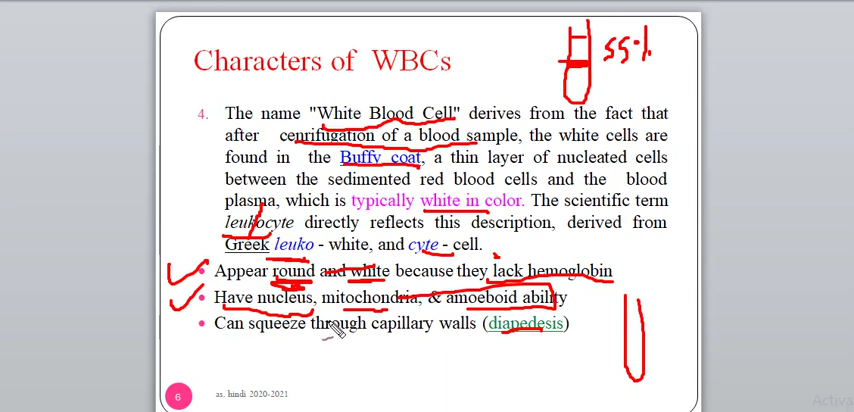 Characters of WBCs
55%
4. The name "White Blood Cell" derives from the fact that
after cenrifugation of a blood sample, the white cells are
found in the Buffy coat, a thin layer of nucleated cells
between the sedimented red blood cells and the blood
plasma, which is typically white in color. The scientific term
leukocyte directly reflects this description, derived from
Greek leuko - white, and cyte - cell.
• Appear round and white because they lack hemoglobin
• Have nucleus, mitochondria, & amoeboid ability
• Can squeeze through capillary walls (diapedesis)
6
as. hindi 2020-2021
Activa